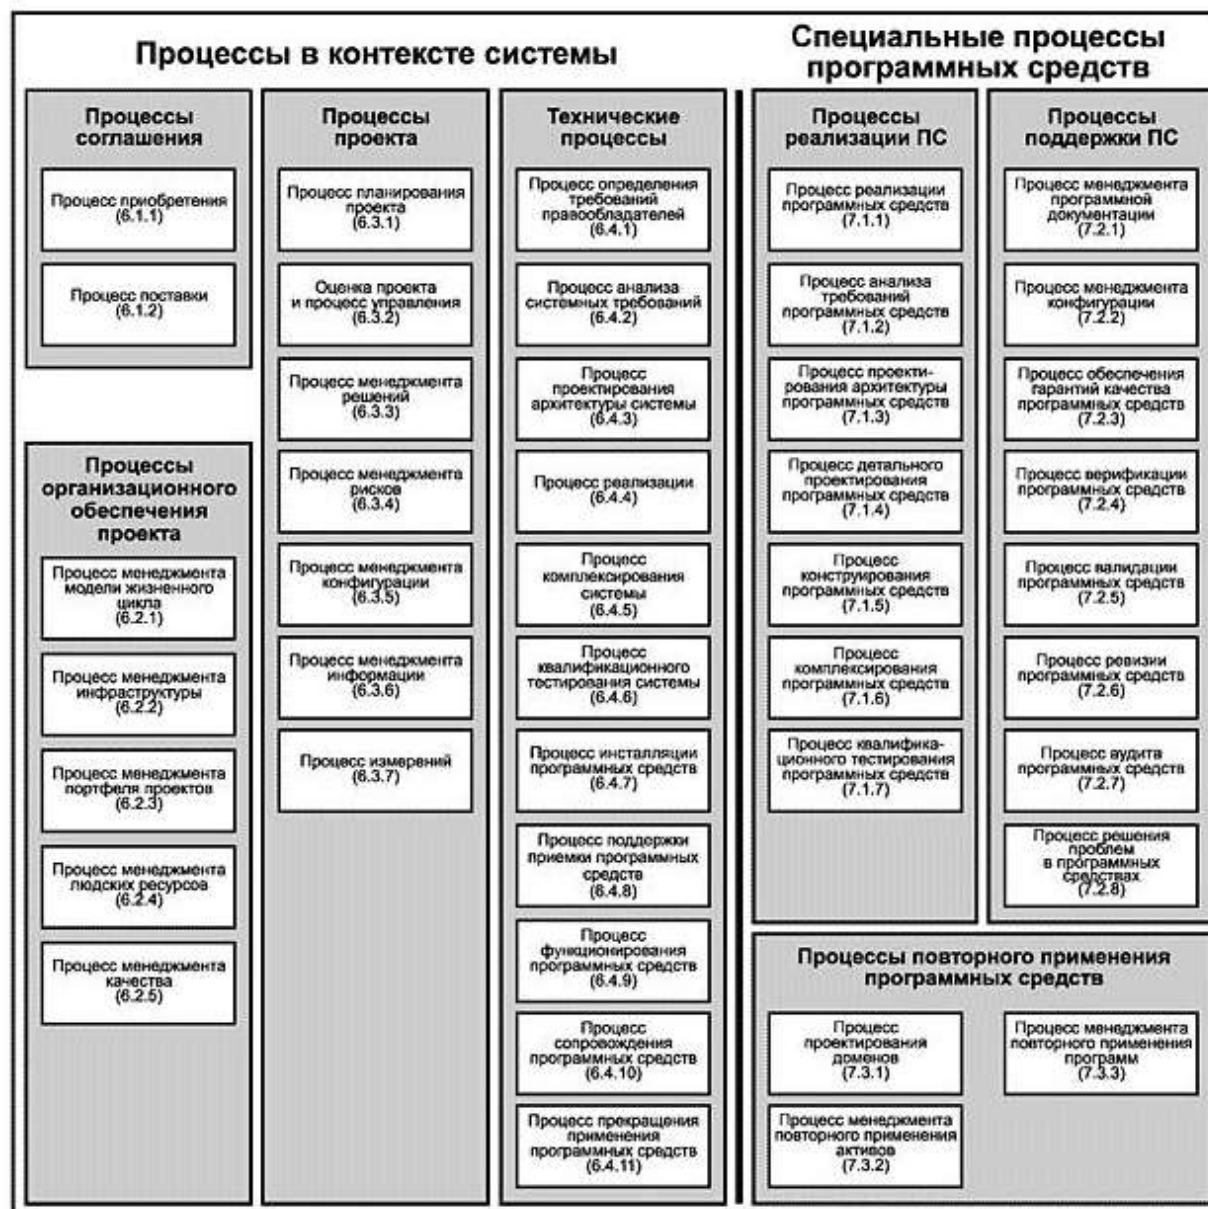 Процессы в контексте системы
Специальные процессы
программных средств
Процессы
соглашения
Процесс приобретения
(6.1.1)
Процесс поставки
(6.1.2)
Процессы
организационного
обеспечения
проекта
Процесс менеджмента
модели жизненного
цикла
(6.2.1)
Процесс менеджмента
инфраструктуры
(6.2.2)
Процесс менеджмента
портфеля проектов
(6.2.3)
Процесс менеджмента
людских ресурсов
(6.2.4)
Процесс менеджмента
качества
(6.2.5)
Процессы
проекта
Процесс планирования
проекта
(6.3.1)
Оценка проекта
и процесс управления
(6.3.2)
Процесс менеджмента
решений
(6.3.3)
Процесс менеджмента
рисков
(6.3.4)
Процесс менеджмента
конфигурации
(6.3.5)
Процесс менеджмента
информации
(6.3.6)
Процесс измерений
(6.3.7)
Технические
процессы
Процесс определения
требований
правообладателей
(6.4.1)
Процесс анализа
системных требований
(6.4.2)
Процесс
проектирования
архитектуры системы
(6.4.3)
Процесс реализации
(6.4.4)
Процесс
комплексирования
системы
(6.4.5)
Процесс
квалификационного
тестирования системы
(6.4.6)
Процесс инсталляции
программных средств
(6.4.7)
Процесс поддержки
приемки программных
средств
(6.4.8)
Процесс
функционирования
программных средств
(6.4.9)
Процесс
сопровождения
программных средств
(6.4.10)
Процесс прекращения
применения
программных средств
(6.4.11)
Процессы
реализации ПС
Процесс реализации
программных средств
(7.1.1)
Процесс анализа
требований
программных средств
(7.1.2)
Процесс проекти-
рования архитектуры
программных средств
(7.1.3)
Процесс детального
проектирования
программных средств
(7.1.4)
Процесс
конструирования
программных средств
(7.1.5)
Процесс
комплексирования
программных средств
(7.1.6)
Процесс квалифика-
ционного тестирования
программных средств
(7.1.7)
Процессы
поддержки ПС
Процесс менеджмента
программной
документации
(7.2.1)
Процесс менеджмента
конфигурации
(7.2.2)
Процесс обеспечения
гарантий качества
программных средств
(7.2.3)
Процесс верификации
программных средств
(7.2.4)
Процесс валидации
программных средств
(7.2.5)
Процесс ревизии
программных средств
(7.2.6)
Процесс аудита
программных средств
(7.2.7)
Процесс решения
проблем
в программных
средствах
(7.2.8)
Процессы повторного применения
программных средств
Процесс
проектирования
доменов
(7.3.1)
Процесс менеджмента
повторного применения
активов
(7.3.2)
Процесс менеджмента
повторного применения
программ
(7.3.3)